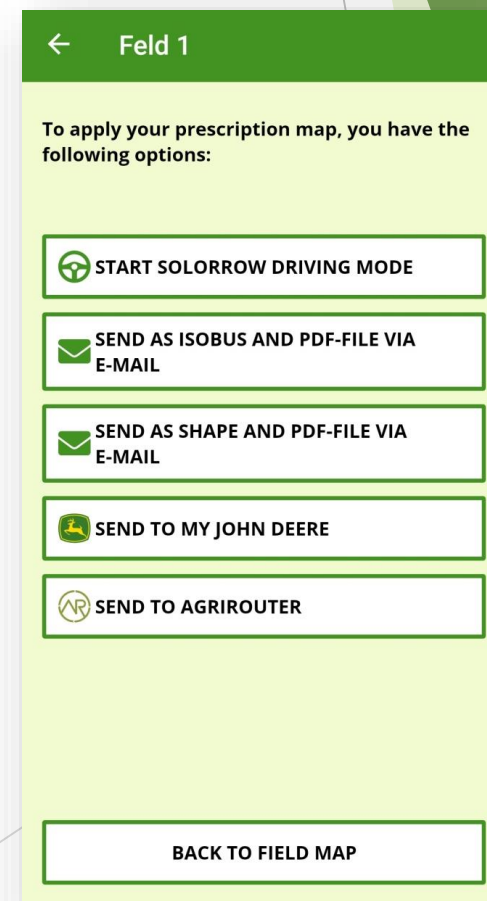 Feld 1
To apply your prescription map, you have the
following options:
START SOLORROW DRIVING MODE
SEND AS ISOBUS AND PDF-FILE VIA
E-MAIL
SEND AS SHAPE AND PDF-FILE VIA
E-MAIL
SEND TO MY JOHN DEERE
AR SEND TO AGRIROUTER
BACK TO FIELD MAP